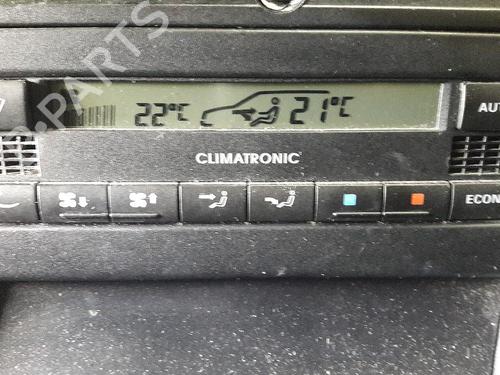 22°C 21°C
AUT
CLIMATRONIC
ECON
B-PARTS